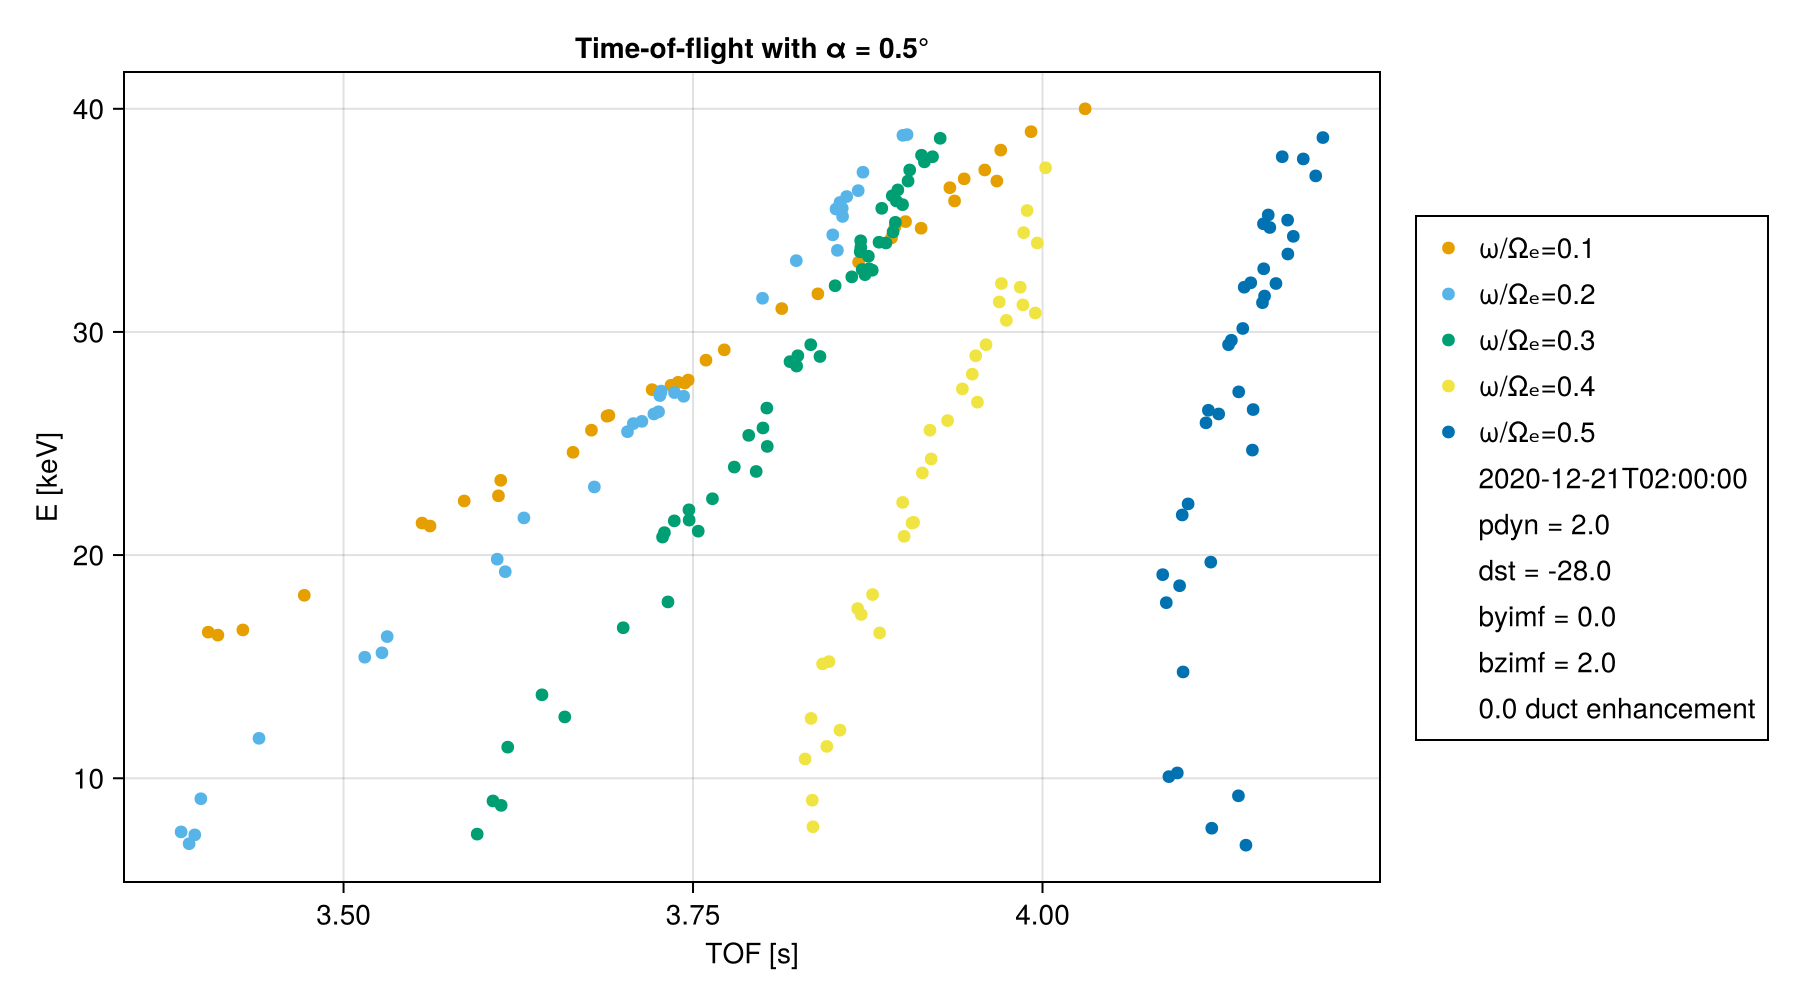 Time-of-flight with α = 0.5°
E [keV]
40
30
20
10
3.50
3.75
4.00
TOF [s]
ω/Ωₑ=0.1
ω/Ωₑ=0.2
ω/Ωₑ=0.3
ω/Ωₑ=0.4
ω/Ωₑ=0.5
2020-12-21T02:00:00
pdyn = 2.0
dst = -28.0
byimf = 0.0
bzimf = 2.0
0.0 duct enhancement